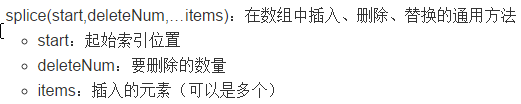 splice(start,deleteNum,...items)：在数组中插入、删除、替换的通用方法
start：起始索引位置
deleteNum：要删除的数量
items：插入的元素（可以是多个）